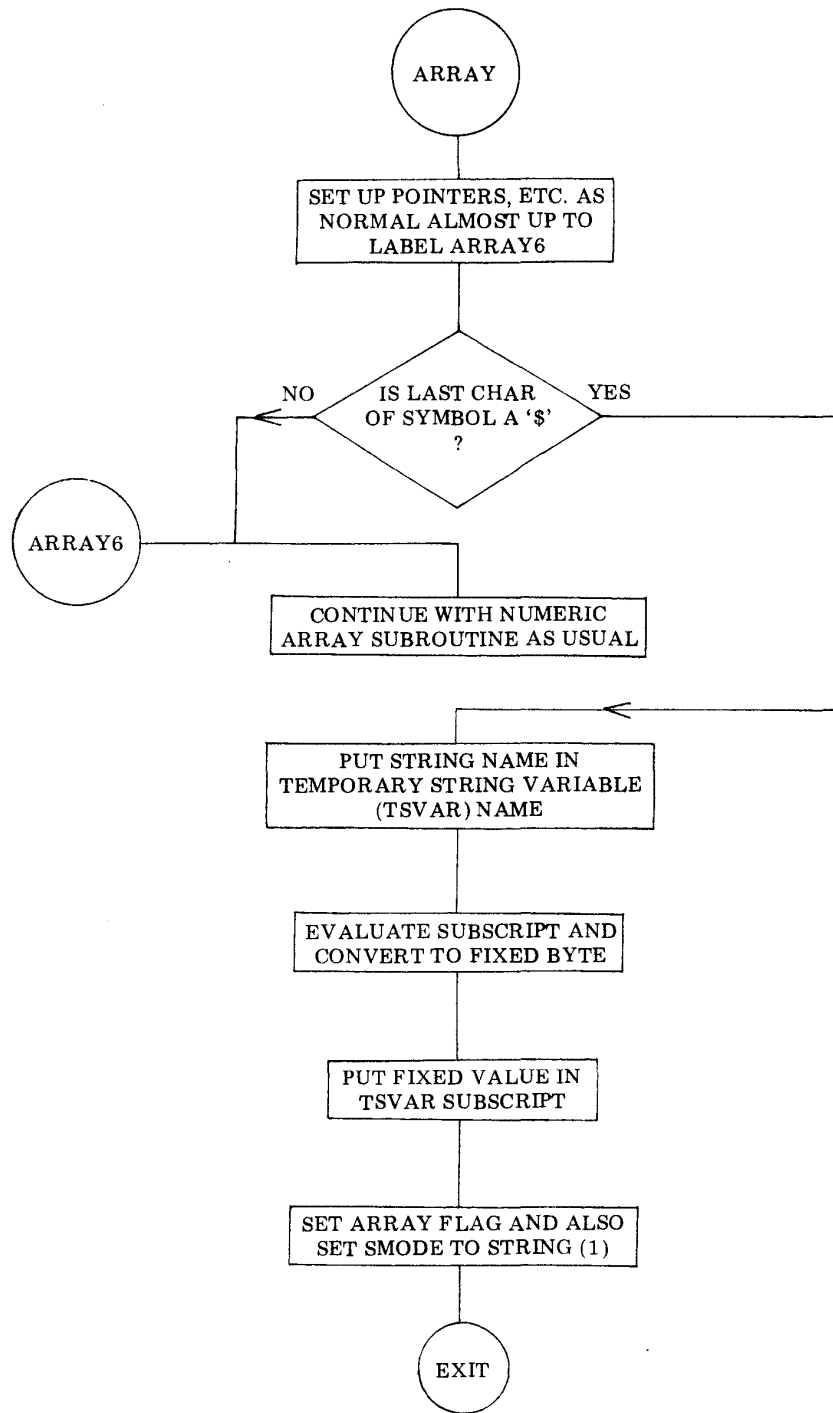 ARRAY
SET UP POINTERS, ETC. AS
NORMAL ALMOST UP TO
LABEL ARRAY6
NO
IS LAST CHAR
OF SYMBOL A ‘$’
?
YES
ARRAY6
CONTINUE WITH NUMERIC
ARRAY SUBROUTINE AS USUAL
PUT STRING NAME IN
TEMPORARY STRING VARIABLE
(TSVAR) NAME
EVALUATE SUBSCRIPT AND
CONVERT TO FIXED BYTE
PUT FIXED VALUE IN
TSVAR SUBSCRIPT
SET ARRAY FLAG AND ALSO
SET SMODE TO STRING (1)
EXIT